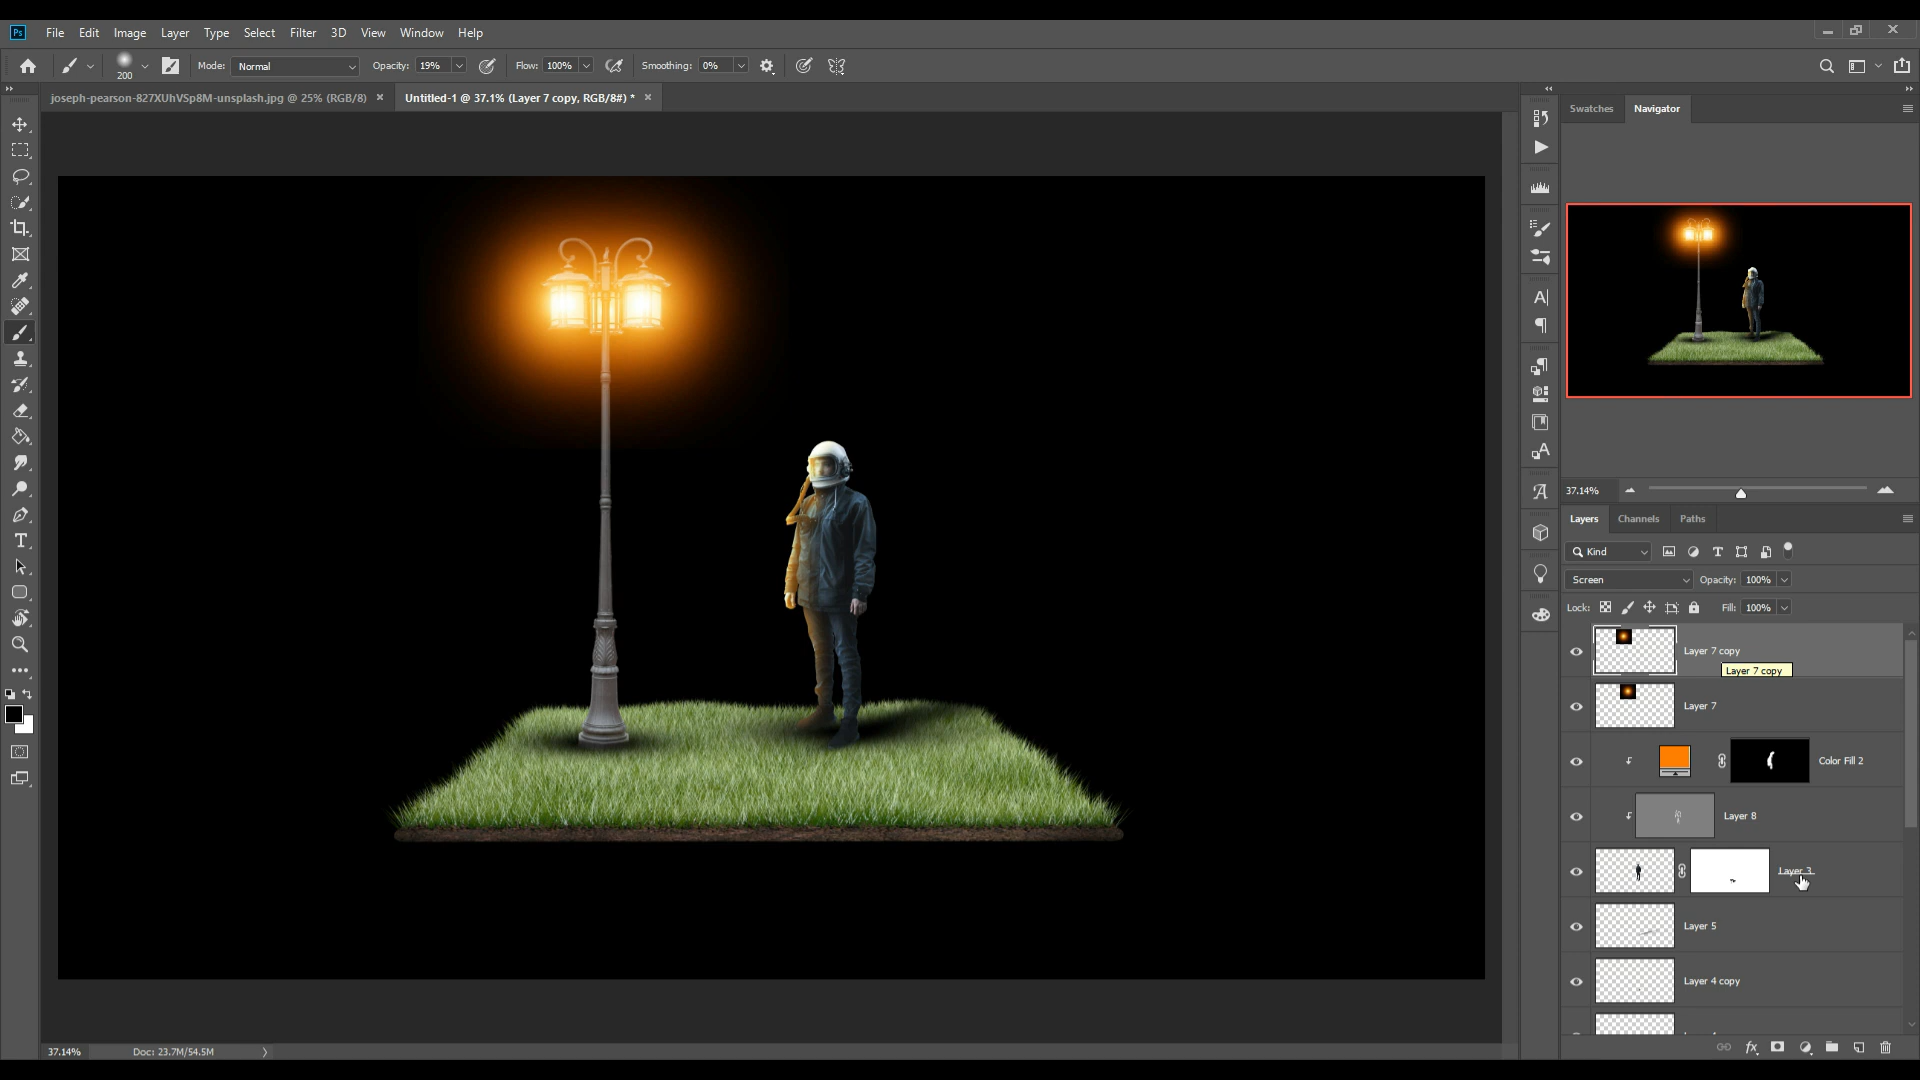 Ps File Edit Image Layer Type Select Filter 3D View Window Help
200 Mode: Normal Opacity: 19% Flow: 100% Smoothing: 0%
joseph-pearson-827XUhVSp8M-unsplash.jpg @ 25% (RGB/8) × Untitled-1 @ 37.1% (Layer 7 copy, RGB/8#) * ×
Swatches Navigator
37.14%
Layers Channels Paths
Kind
Screen Opacity: 100%
Lock: Fill: 100%
Layer 7 copy
Layer 7 copy
Layer 7
Color Fill 2
Layer 8
Layer 3
Layer 5
Layer 4 copy
37.14% Doc: 23.7M/54.5M